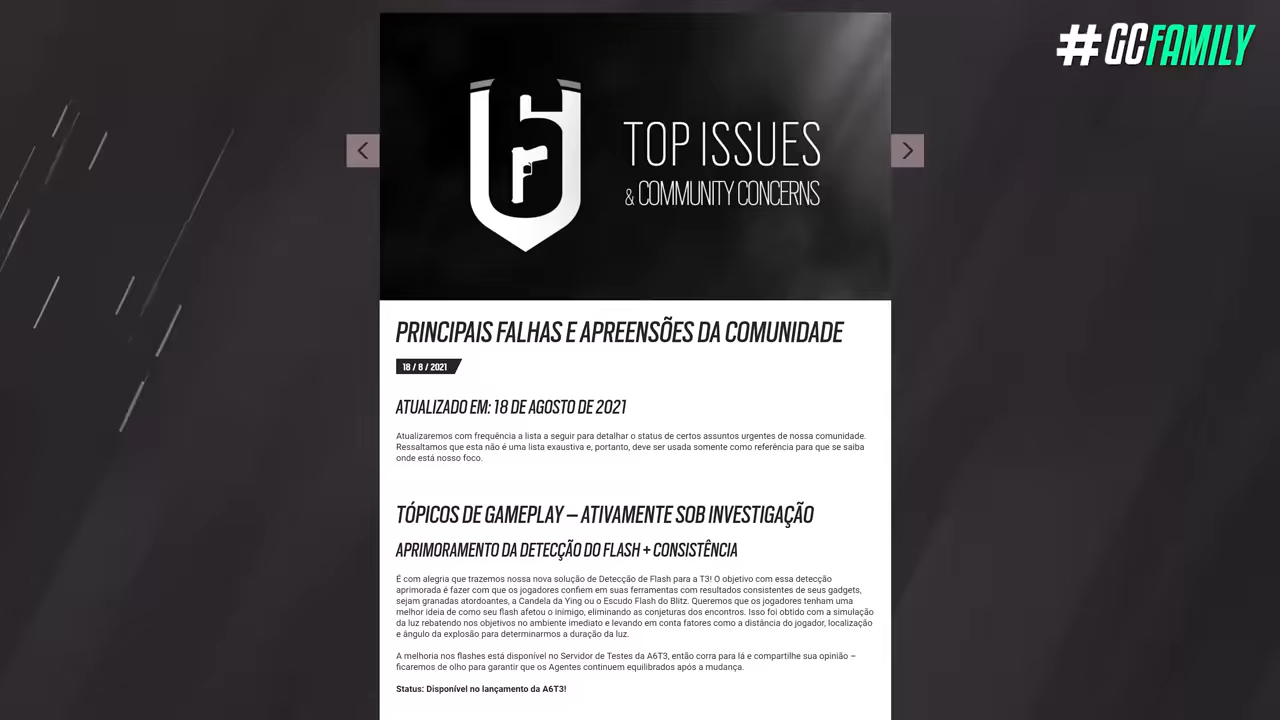 #GCFAMILY
TOP ISSUES
& COMMUNITY CONCERNS
PRINCIPAIS FALHAS E APREENSÕES DA COMUNIDADE
18 / 8 / 2021
ATUALIZADO EM: 18 DE AGOSTO DE 2021
Atualizaremos com frequência a lista a seguir para detalhar o status de certos assuntos urgentes de nossa comunidade.
Ressaltamos que esta não é uma lista exaustiva e, portanto, deve ser usada somente como referência para que se saiba
onde está nosso foco.
TÓPICOS DE GAMEPLAY – ATIVAMENTE SOB INVESTIGAÇÃO
APRIMORAMENTO DA DETECÇÃO DO FLASH + CONSISTÊNCIA
É com alegria que trazemos nossa nova solução de Detecção de Flash para a T3! O objetivo com essa detecção
aprimorada é fazer com que os jogadores confiem em suas ferramentas com resultados consistentes de seus gadgets,
sejam granadas atordoantes, a Candela da Ying ou o Escudo Flash do Blitz. Queremos que os jogadores tenham uma
melhor ideia de como seu flash afetou o inimigo, eliminando as conjeturas dos encontros. Isso foi obtido com a simulação
da luz rebatendo nos objetivos no ambiente imediato e levando em conta fatores como a distância do jogador, localização
e ângulo da explosão para determinarmos a duração da luz.
A melhoria nos flashes está disponível no Servidor de Testes da A6T3, então corra para lá e compartilhe sua opinião –
ficaremos de olho para garantir que os Agentes continuem equilibrados após a mudança.
Status: Disponível no lançamento da A6T3!